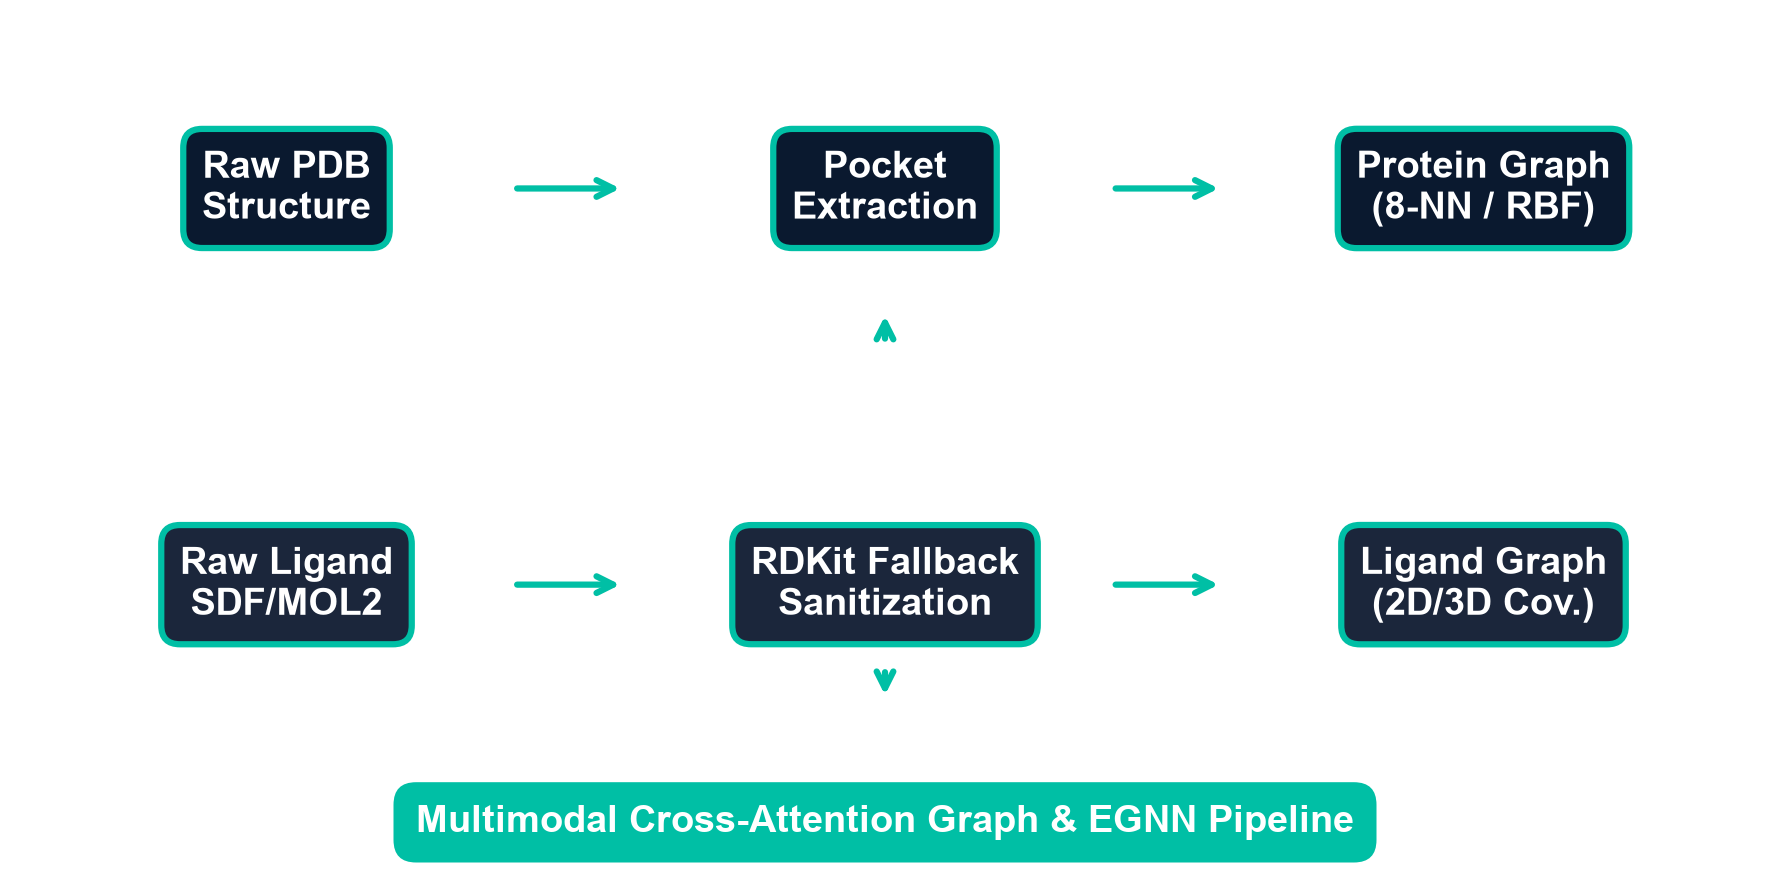 Raw PDB
Structure
Pocket
Extraction
Protein Graph
(8-NN / RBF)
Raw Ligand
SDF/MOL2
RDKit Fallback
Sanitization
Ligand Graph
(2D/3D Cov.)
Multimodal Cross-Attention Graph & EGNN Pipeline